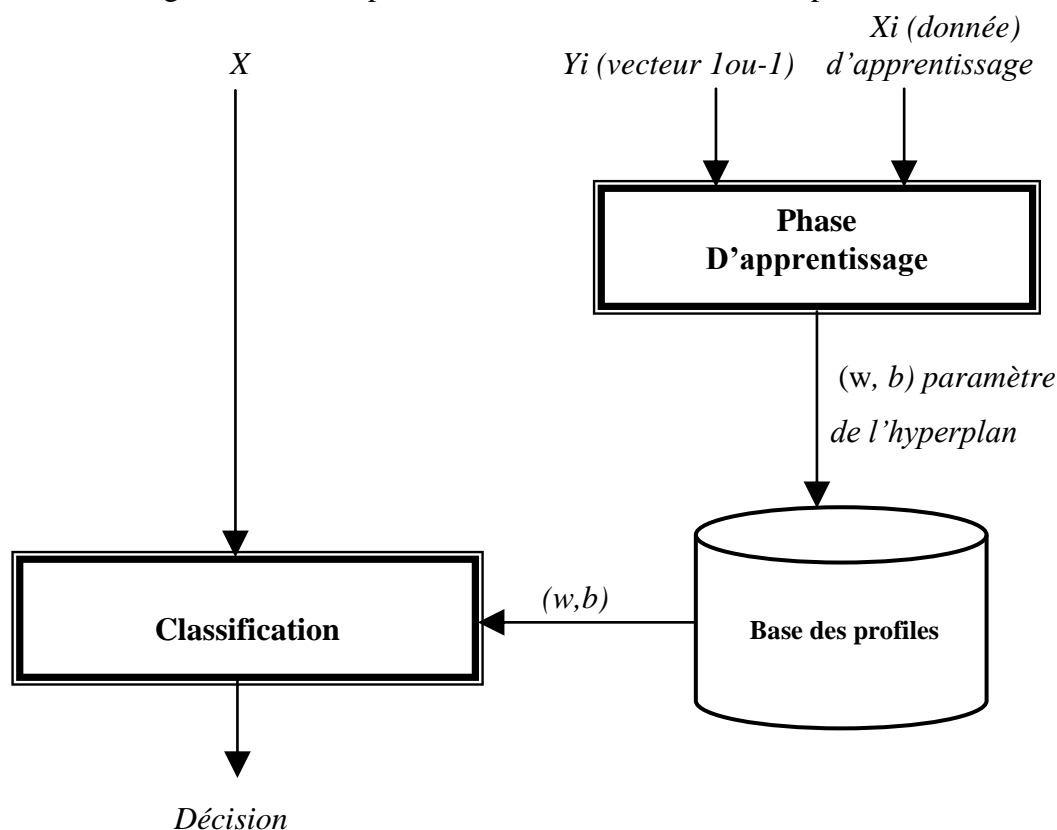 Xi (donnée)
X
Yi (vecteur 1ou-1) d'apprentissage
Phase
D'apprentissage
(w, b) paramètre
de l'hyperplan
(w,b)
Classification
Base des profiles
Décision